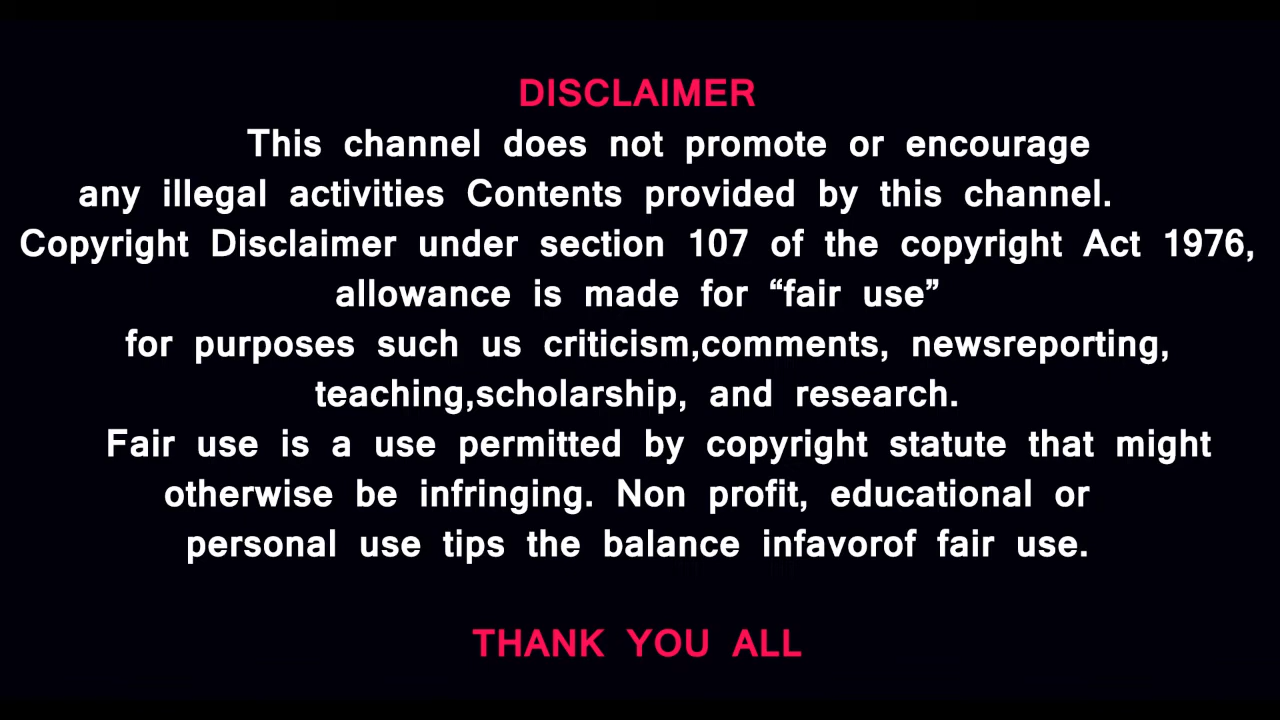 DISCLAIMER
This channel does not promote or encourage
any illegal activities Contents provided by this channel.
Copyright Disclaimer under section 107 of the copyright Act 1976,
allowance is made for “fair use”
for purposes such us criticism,comments, newsreporting,
teaching,scholarship, and research.
Fair use is a use permitted by copyright statute that might
otherwise be infringing. Non profit, educational or
personal use tips the balance infavorof fair use.
THANK YOU ALL